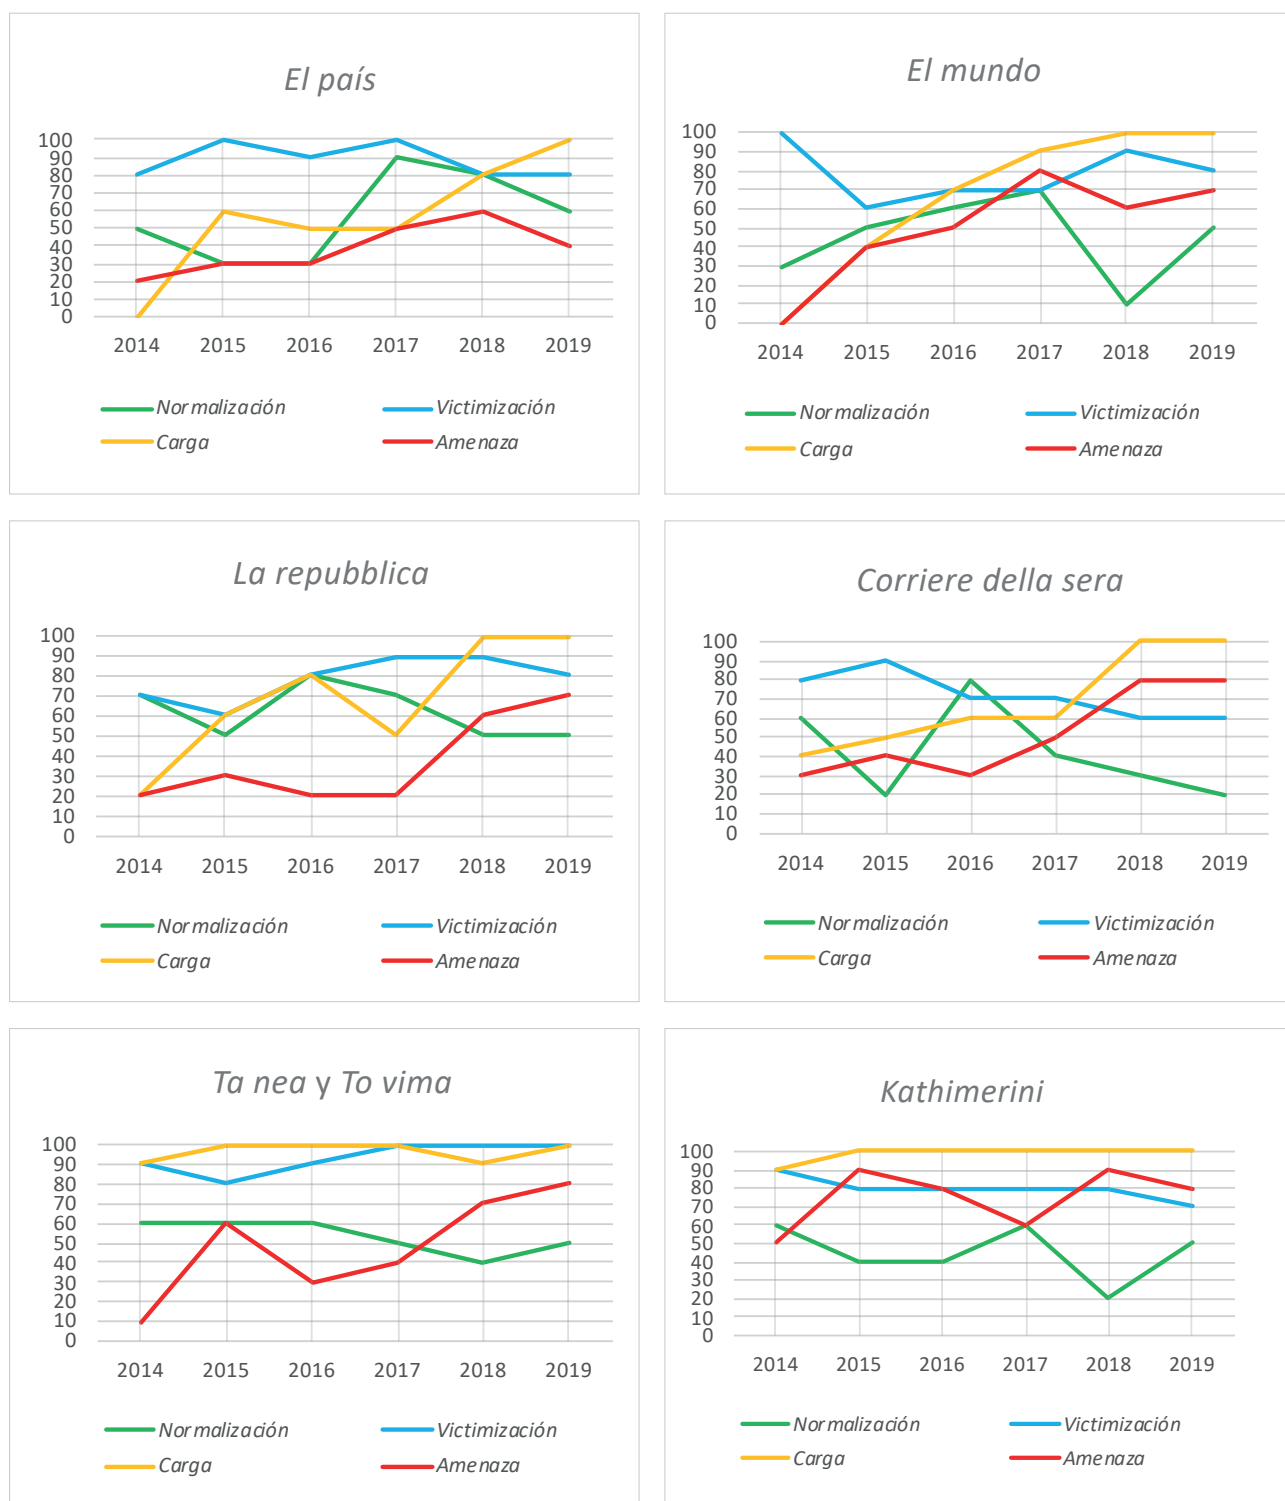 El país
100
90
80
70
60
50
40
30
20
10
0
2014 2015 2016 2017 2018 2019
Normalización Victimización
Carga Amenaza
El mundo
100
90
80
70
60
50
40
30
20
10
0
2014 2015 2016 2017 2018 2019
Normalización Victimización
Carga Amenaza
La repubblica
100
90
80
70
60
50
40
30
20
10
0
2014 2015 2016 2017 2018 2019
Normalización Victimización
Carga Amenaza
Corriere della sera
100
90
80
70
60
50
40
30
20
10
0
2014 2015 2016 2017 2018 2019
Normalización Victimización
Carga Amenaza
Ta nea y To vima
100
90
80
70
60
50
40
30
20
10
0
2014 2015 2016 2017 2018 2019
Normalización Victimización
Carga Amenaza
Kathimerini
100
90
80
70
60
50
40
30
20
10
0
2014 2015 2016 2017 2018 2019
Normalización Victimización
Carga Amenaza